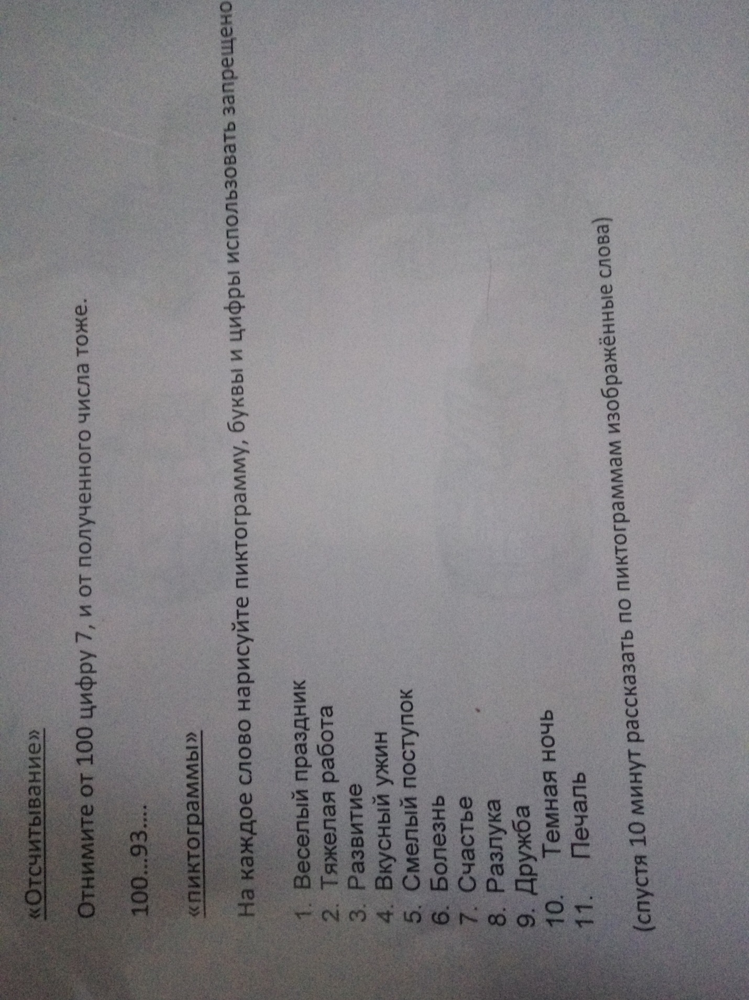 «Отсчитывание»
Отнимите от 100 цифру 7, и от полученного числа тоже.
100...93....
«пиктограммы»
На каждое слово нарисуйте пиктограмму, буквы и цифры использовать запрещено
1. Веселый праздник
2. Тяжелая работа
3. Развитие
4. Вкусный ужин
5. Смелый поступок
6. Болезнь
7. Счастье
8. Разлука
9. Дружба
10. Темная ночь
11. Печаль
(спустя 10 минут рассказать по пиктограммам изображённые слова)